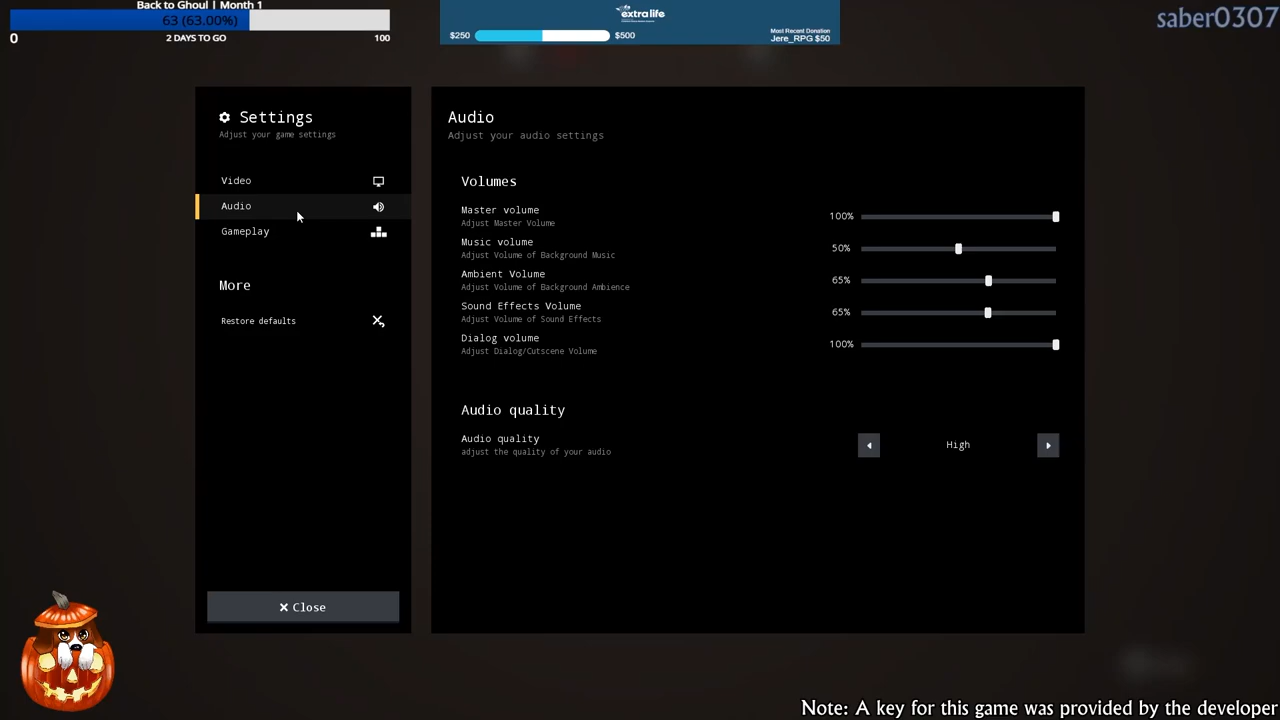 Back to Ghoul | Month 1
63 (63.00%)
0
2 DAYS TO GO
100
extralife
$250
$500
Most Recent Donation
Jere_RPG $50
saber0307
Settings
Adjust your game settings
Video
Audio
Gameplay
More
Restore defaults
Close
Audio
Adjust your audio settings
Volumes
Master volume
Adjust Master Volume
100%
Music volume
Adjust Volume of Background Music
50%
Ambient Volume
Adjust Volume of Background Ambience
65%
Sound Effects Volume
Adjust Volume of Sound Effects
65%
Dialog volume
Adjust Dialog/Cutscene Volume
100%
Audio quality
Audio quality
adjust the quality of your audio
High
Note: A key for this game was provided by the developer